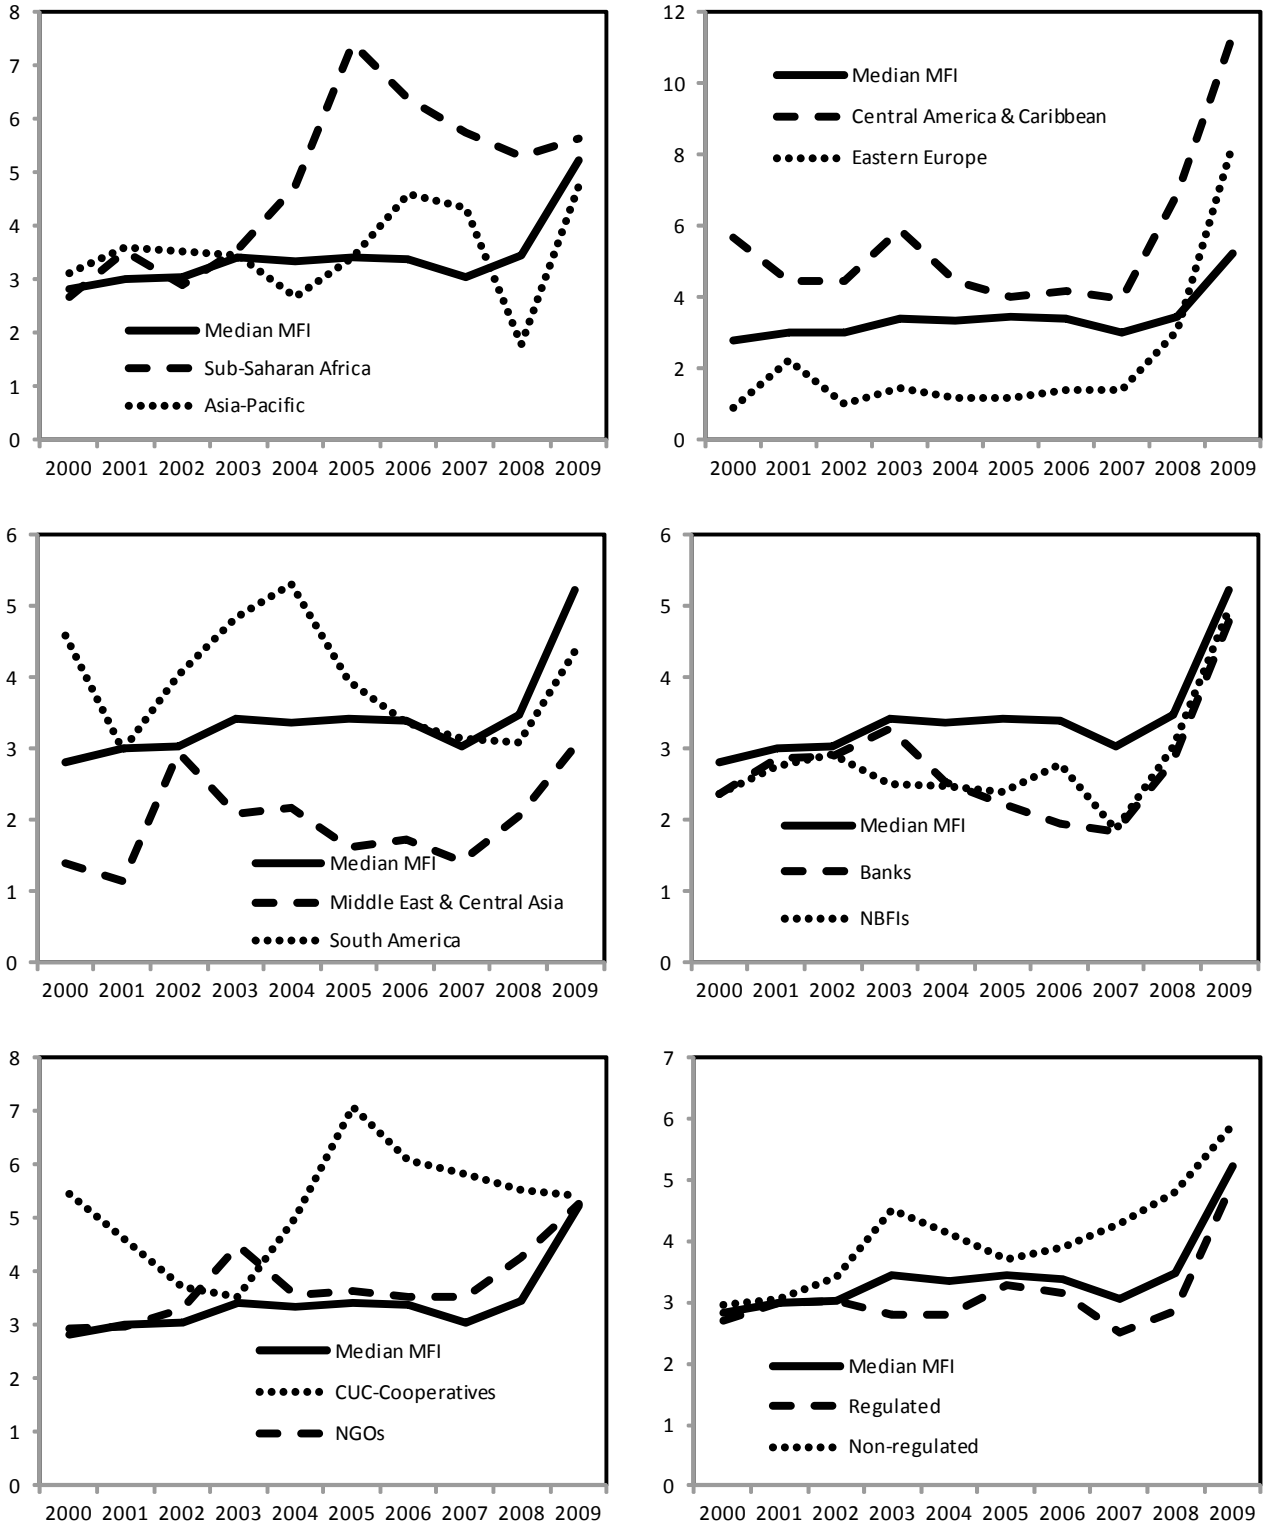 8
7
6
5
4
3
2
1
0
Median MFI
Sub-Saharan Africa
Asia-Pacific
2000 2001 2002 2003 2004 2005 2006 2007 2008 2009
12
10
8
6
4
2
0
Median MFI
Central America & Caribbean
Eastern Europe
2000 2001 2002 2003 2004 2005 2006 2007 2008 2009
6
5
4
3
2
1
0
Median MFI
Middle East & Central Asia
South America
2000 2001 2002 2003 2004 2005 2006 2007 2008 2009
6
5
4
3
2
1
0
Median MFI
Banks
NBFIs
2000 2001 2002 2003 2004 2005 2006 2007 2008 2009
8
7
6
5
4
3
2
1
0
Median MFI
CUC-Cooperatives
NGOs
2000 2001 2002 2003 2004 2005 2006 2007 2008 2009
7
6
5
4
3
2
1
0
Median MFI
Regulated
Non-regulated
2000 2001 2002 2003 2004 2005 2006 2007 2008 2009